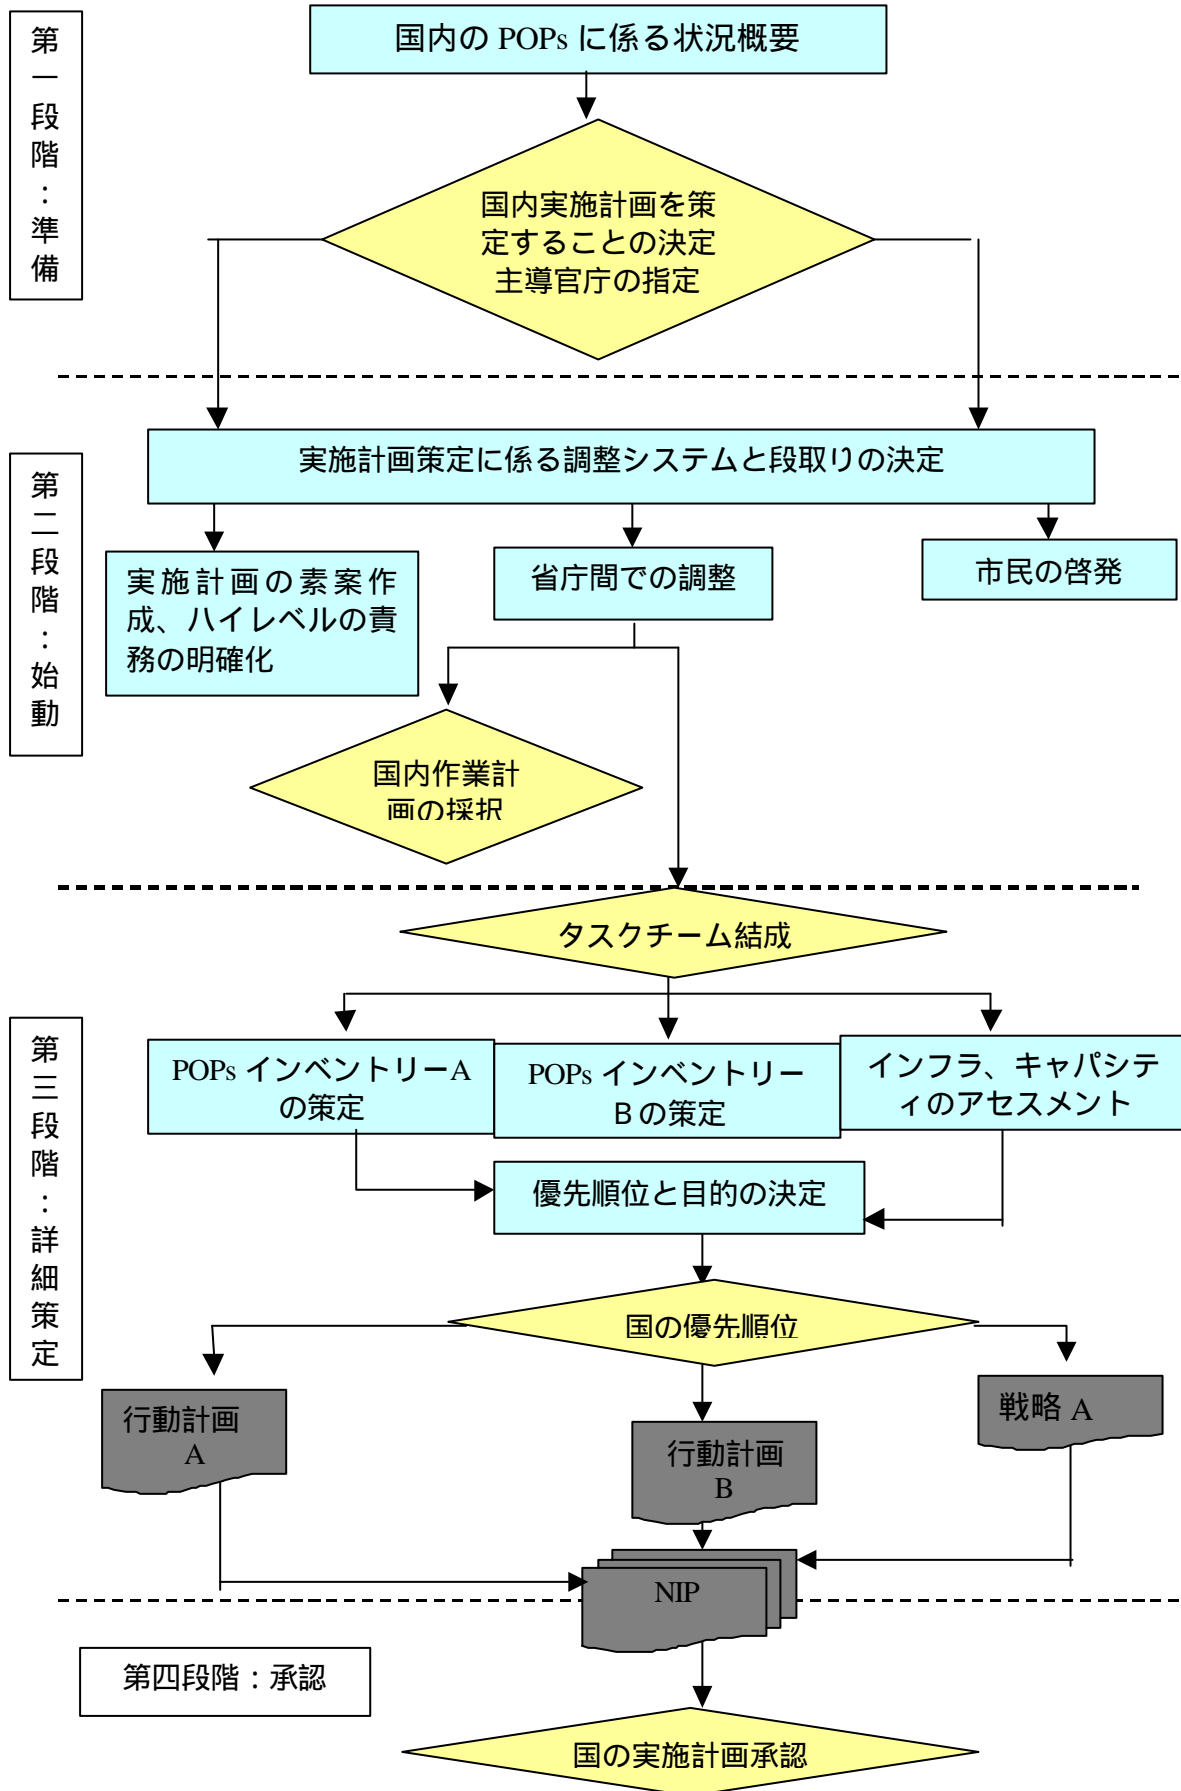 第一段階：準備
国内の POPs に係る状況概要
国内実施計画を策
定することの決定
主導官庁の指定
第二段階：始動
実施計画策定に係る調整システムと段取りの決定
実施計画の素案作
成、ハイレベルの責
務の明確化
省庁間での調整
市民の啓発
国内作業計
画の採択
タスクチーム結成
第三段階：詳細策定
POPs インベントリーA
の策定
POPs インベントリー
Ｂの策定
インフラ、キャパシテ
ィのアセスメント
優先順位と目的の決定
国の優先順位
行動計画
A
行動計画
B
戦略 A
NIP
第四段階：承認
国の実施計画承認